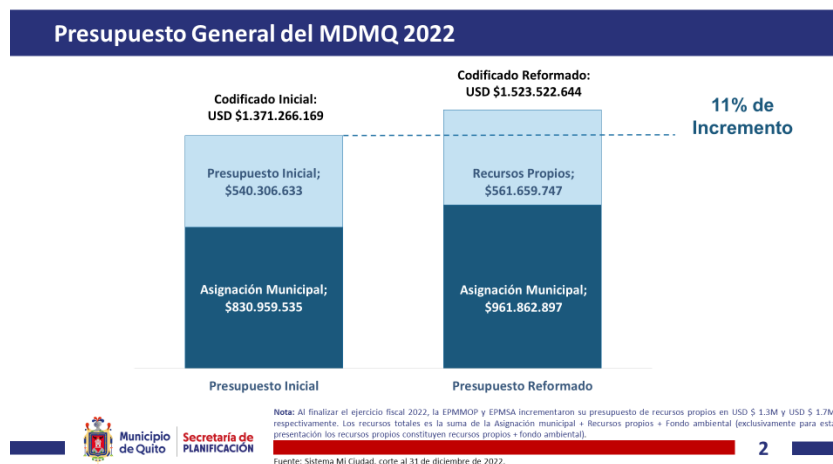 Presupuesto General del MDMQ 2022
Codificado Inicial:
USD $1.371.266.169
Codificado Reformado:
USD $1.523.522.644
11% de
Incremento
Presupuesto Inicial;
$540.306.633
Recursos Propios;
$561.659.747
Asignación Municipal;
$830.959.535
Asignación Municipal;
$961.862.897
Presupuesto Inicial
Presupuesto Reformado
Nota: Al finalizar el ejercicio fiscal 2022, la EPMMOP y EPMSA incrementaron su presupuesto de recursos propios en USD $ 1.3M y USD $ 1.7M
respectivamente. Los recursos totales es la suma de la Asignación municipal + Recursos propios + Fondo ambiental (exclusivamente para esta
presentación los recursos propios constituyen recursos propios + fondo ambiental).
Municipio
de Quito
Secretaría de
PLANIFICACIÓN
2
Fuente: Sistema Mi Ciudad, corte al 31 de diciembre de 2022.